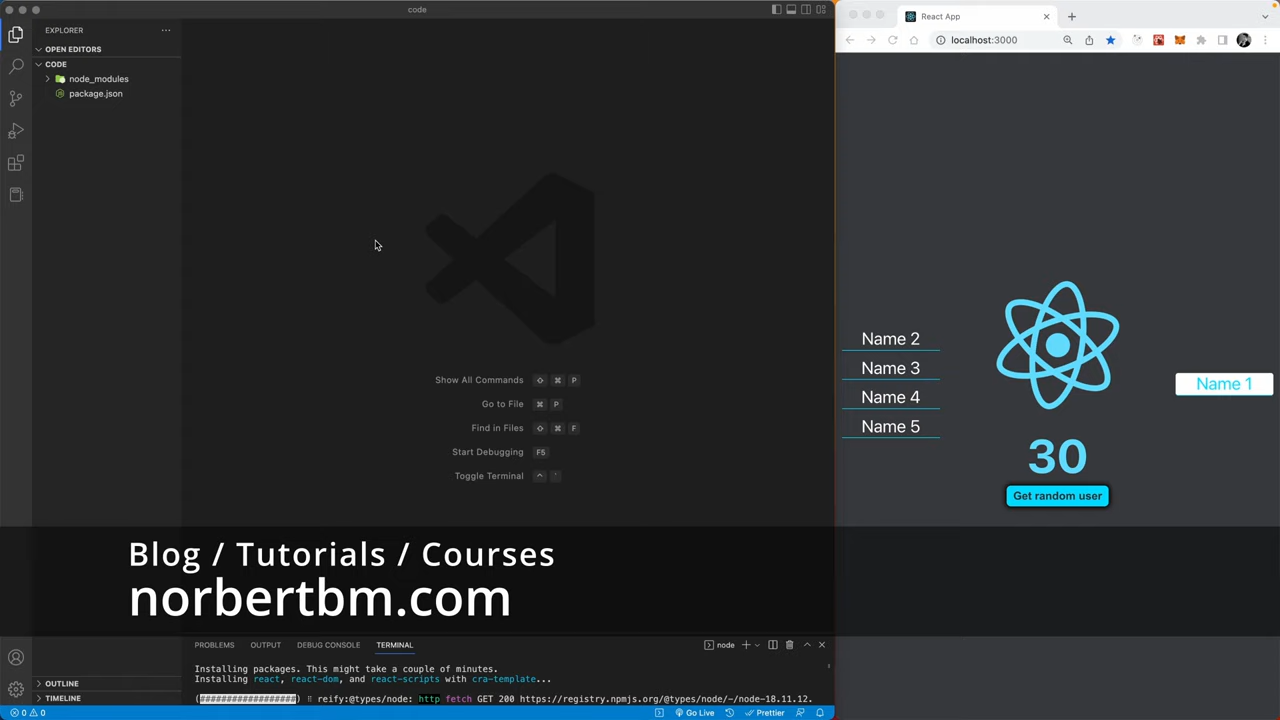 code
EXPLORER
OPEN EDITORS
CODE
node_modules
package.json
Show All Commands ⇧ ⌘ P
Go to File ⌘ P
Find in Files ⇧ ⌘ F
Start Debugging F5
Toggle Terminal ^ `
React App
localhost:3000
Name 2
Name 3
Name 4
Name 5
Name 1
30
Get random user
Blog / Tutorials / Courses
norbertbm.com
PROBLEMS OUTPUT DEBUG CONSOLE TERMINAL
node
Installing packages. This might take a couple of minutes.
Installing react, react-dom, and react-scripts with cra-template...
(##################) ⠏ reify:@types/node: http fetch GET 200 https://registry.npmjs.org/@types/node/-/node-18.11.12.
OUTLINE
TIMELINE
0 0
Go Live
Prettier